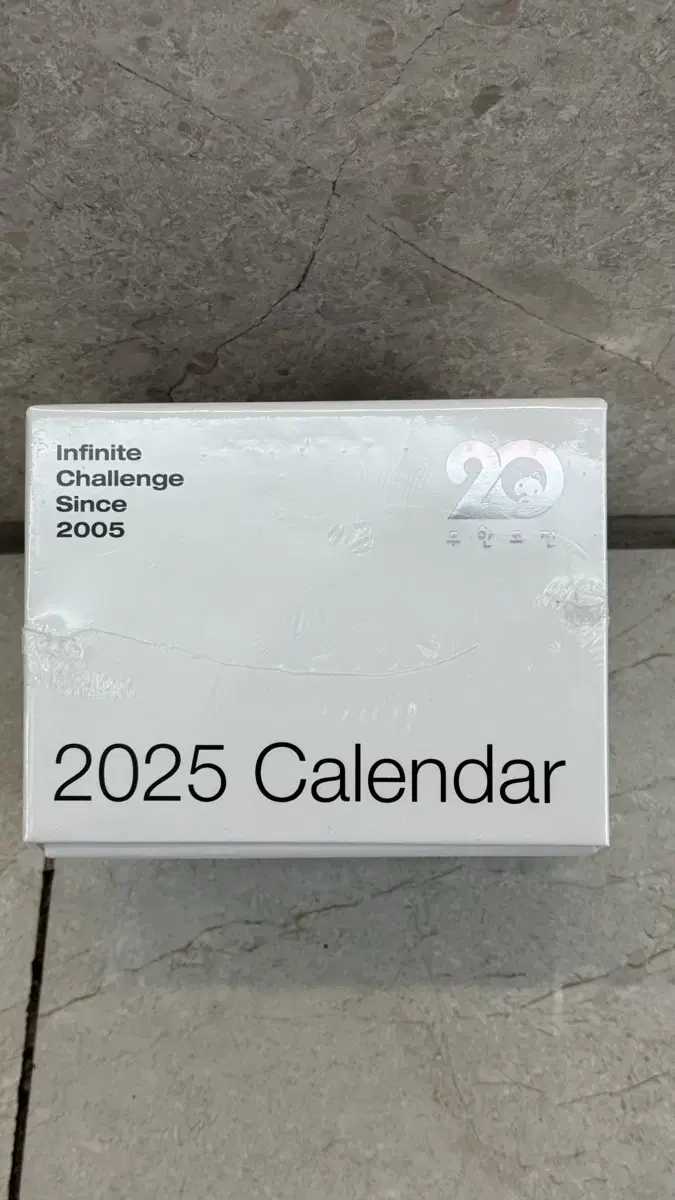 Infinite
Challenge
Since
2005
20
무한도전
2025 Calendar